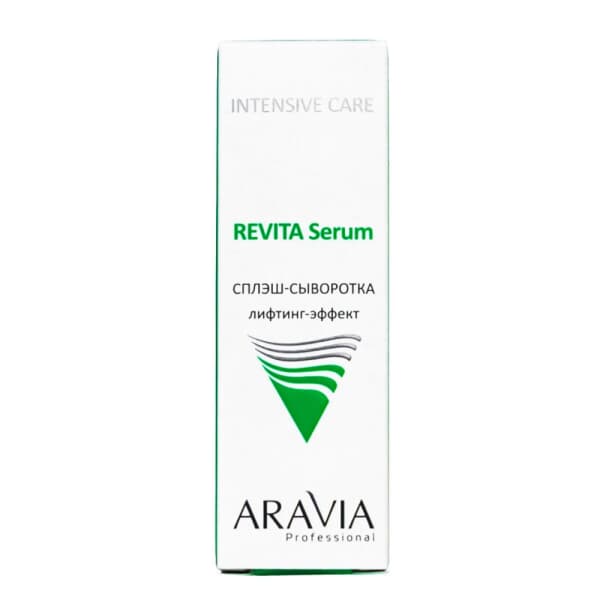 INTENSIVE CARE
REVITA Serum
СПЛЭШ-СЫВОРОТКА
лифтинг-эффект
ARAVIA
Professional